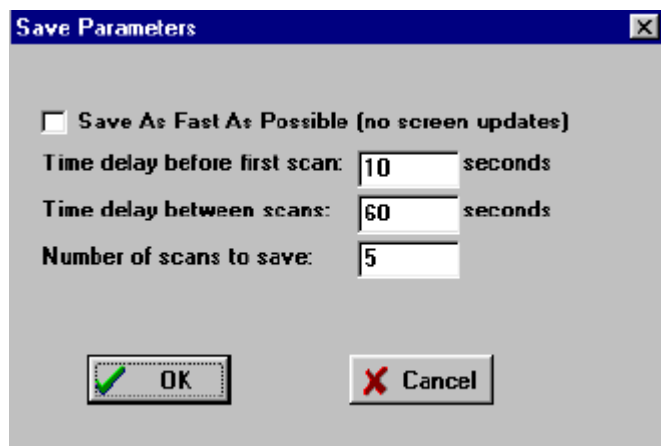 Save Parameters
Save As Fast As Possible (no screen updates)
Time delay before first scan: 10 seconds
Time delay between scans: 60 seconds
Number of scans to save: 5
OK Cancel